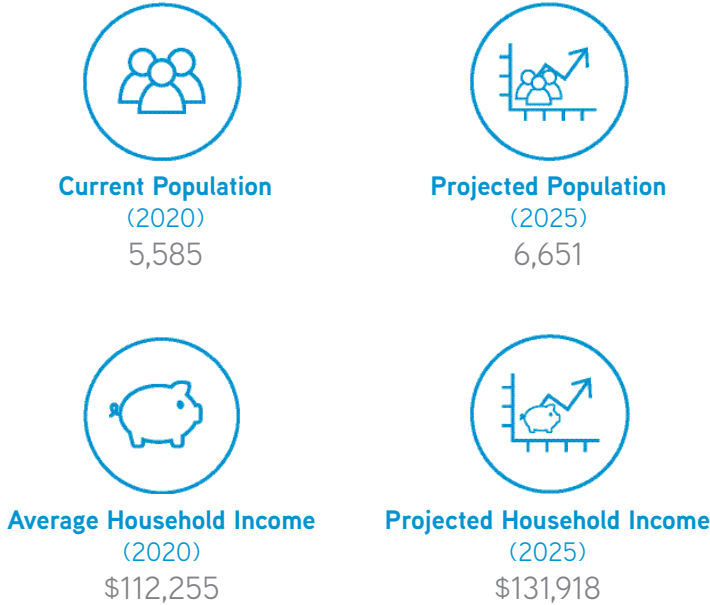 Current Population
(2020)
5,585
Projected Population
(2025)
6,651
Average Household Income
(2020)
$112,255
Projected Household Income
(2025)
$131,918